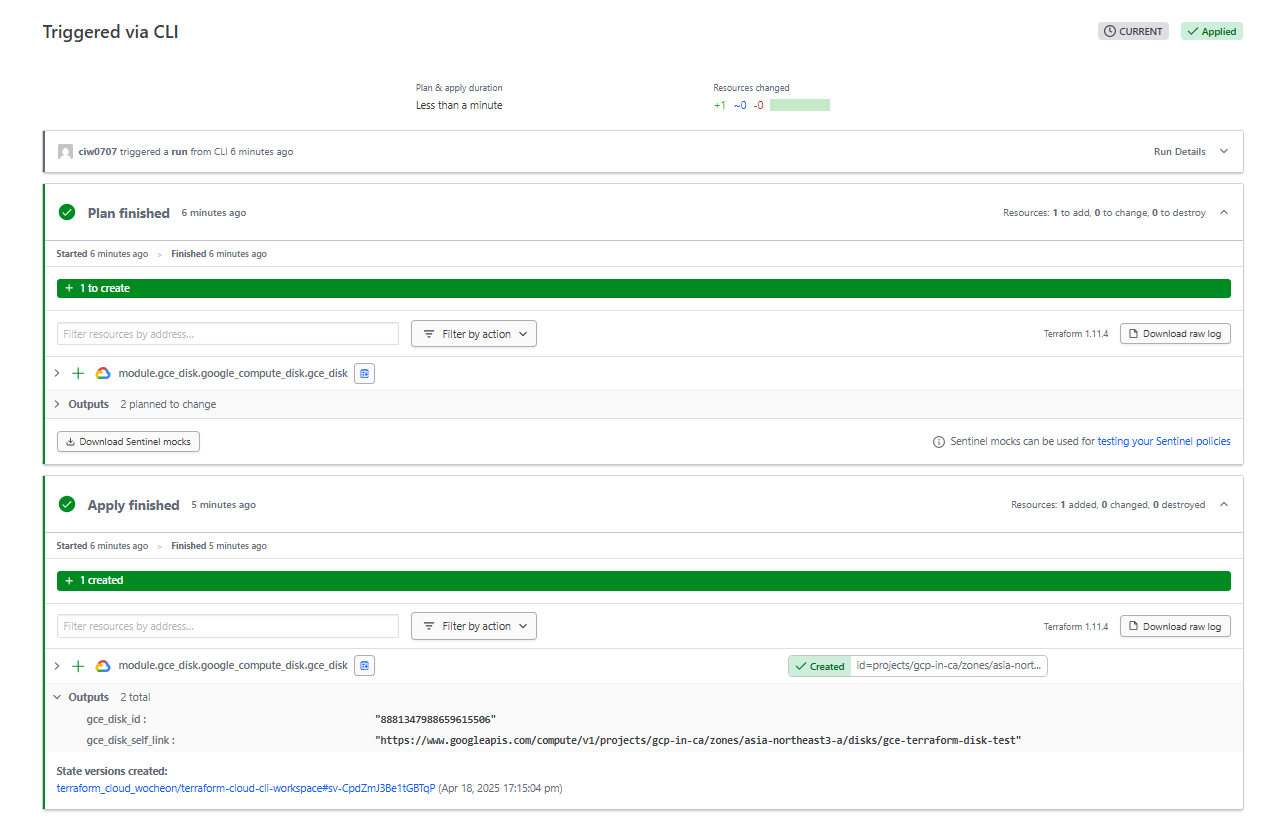 Triggered via CLI
CURRENT
Applied
Plan & apply duration
Less than a minute
Resources changed
+1 ~0 -0
ciw0707 triggered a run from CLI 6 minutes ago
Run Details
Plan finished 6 minutes ago
Resources: 1 to add, 0 to change, 0 to destroy
Started 6 minutes ago > Finished 6 minutes ago
+ 1 to create
Filter resources by address...
Filter by action
Terraform 1.11.4
Download raw log
module.gce_disk.google_compute_disk.gce_disk
Outputs 2 planned to change
Download Sentinel mocks
Sentinel mocks can be used for testing your Sentinel policies
Apply finished 5 minutes ago
Resources: 1 added, 0 changed, 0 destroyed
Started 6 minutes ago > Finished 5 minutes ago
+ 1 created
Filter resources by address...
Filter by action
Terraform 1.11.4
Download raw log
module.gce_disk.google_compute_disk.gce_disk
Created id=projects/gcp-in-ca/zones/asia-nort...
Outputs 2 total
gce_disk_id : "8881347988659615506"
gce_disk_self_link : "https://www.googleapis.com/compute/v1/projects/gcp-in-ca/zones/asia-northeast3-a/disks/gce-terraform-disk-test"
State versions created:
terraform_cloud_wocheon/terraform-cloud-cli-workspace#sv-CpdZmJ3Be1tGBTqP (Apr 18, 2025 17:15:04 pm)